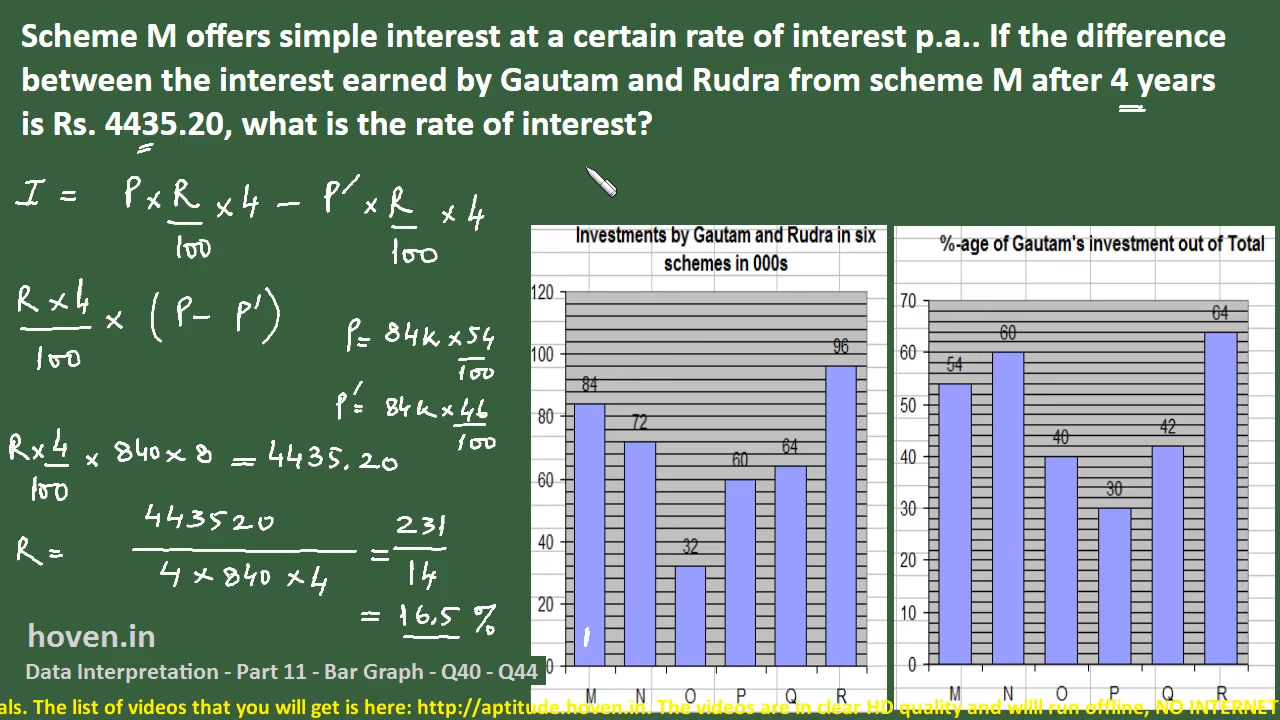 Scheme M offers simple interest at a certain rate of interest p.a.. If the difference
between the interest earned by Gautam and Rudra from scheme M after 4 years
is Rs. 4435.20, what is the rate of interest?
I = P × R/100 × 4 − P' × R/100 × 4
R × 4/100 × (P − P')
P = 84k × 54/100
P' = 84k × 46/100
R × 4/100 × 840 × 8 = 4435.20
R = 443520/4 × 840 × 4 = 231/14
= 16.5 %
hoven.in
Data Interpretation - Part 11 - Bar Graph - Q40 - Q44
Investments by Gautam and Rudra in six
schemes in 000s
120
100
80
60
40
20
0
84
72
32
60
64
96
M N O P Q R
%-age of Gautam's investment out of Total
70
60
50
40
30
20
10
0
54
60
40
30
42
64
M N O P Q R
als. The list of videos that you will get is here: http://aptitude.hoven.in. The videos are in clear HD quality and willl run offline, NO INTERNET